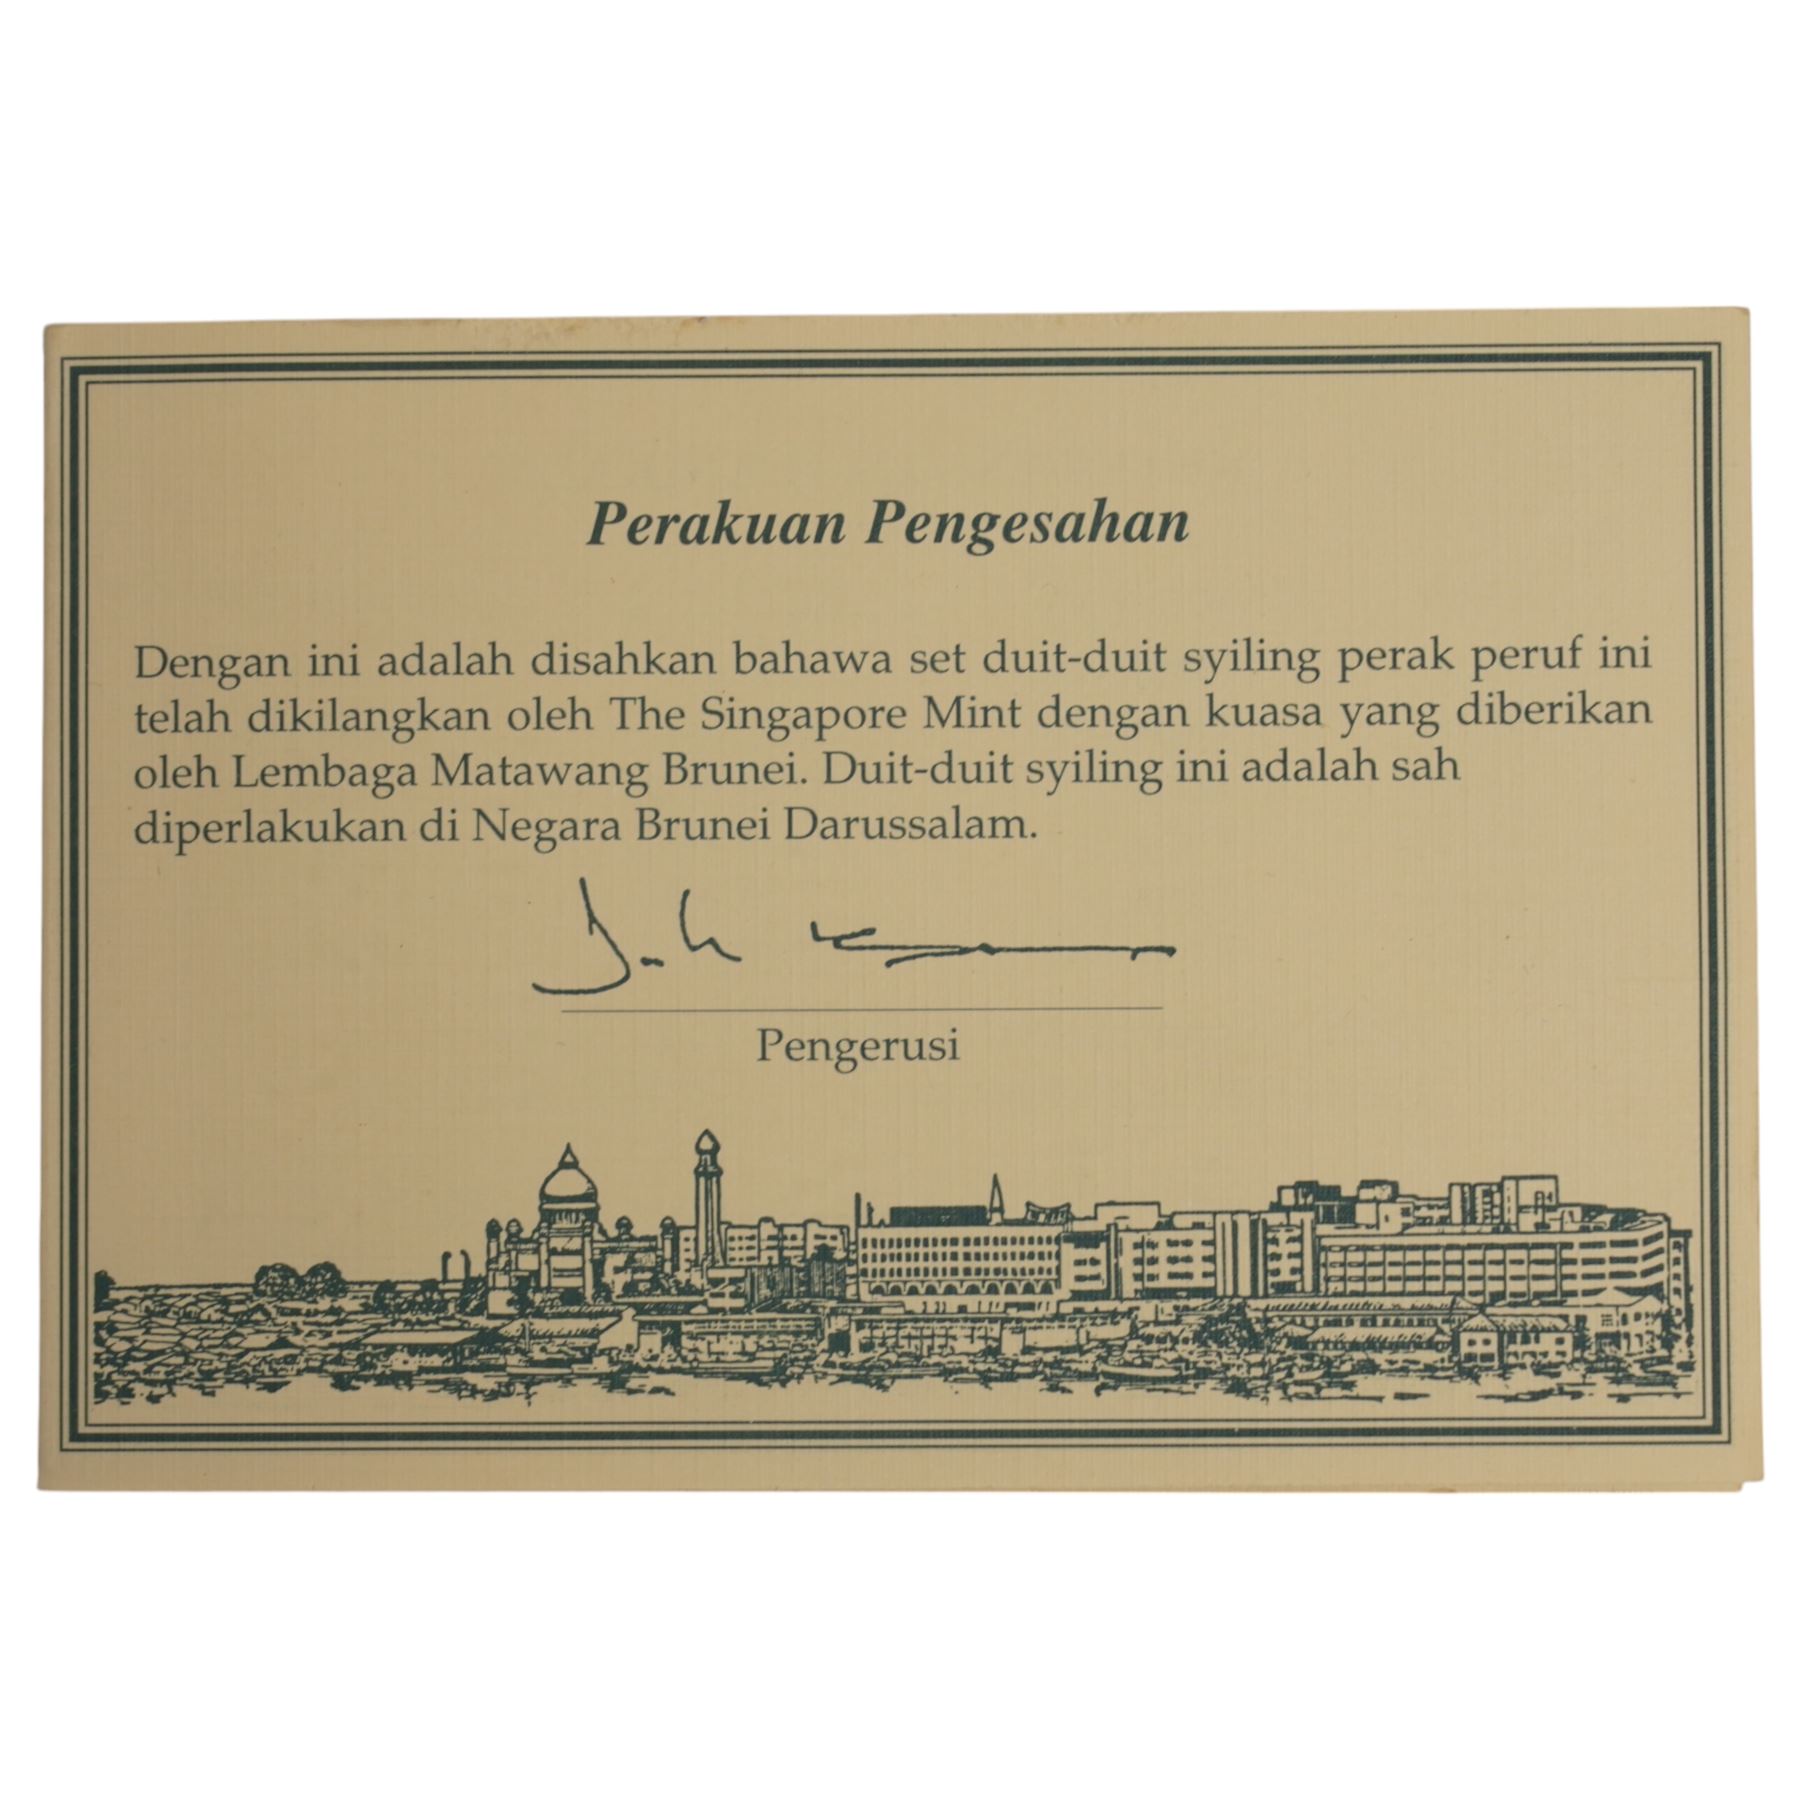 Perakuan Pengesahan
Dengan ini adalah disahkan bahawa set duit-duit syiling perak peruf ini
telah dikilangkan oleh The Singapore Mint dengan kuasa yang diberikan
oleh Lembaga Matawang Brunei. Duit-duit syiling ini adalah sah
diperlakukan di Negara Brunei Darussalam.
Pengerusi